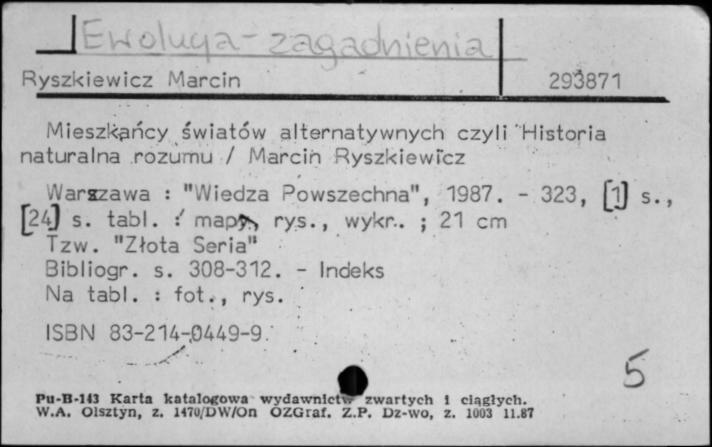 Ewolucja - zagadnienia
Ryszkiewicz Marcin 293871
Mieszkańcy światów alternatywnych czyli Historia
naturalna rozumu / Marcin Ryszkiewicz
Warszawa : "Wiedza Powszechna", 1987. - 323, [1] s.,
[24] s. tabl. : mapy, rys., wykr. ; 21 cm
Tzw. "Złota Seria"
Bibliogr. s. 308-312. - Indeks
Na tabl. : fot., rys.
ISBN 83-214-0449-9
5
Pu-B-143 Karta katalogowa wydawnictw zwartych i ciągłych.
W.A. Olsztyn, z. 1470/DW/On OZGraf. Z.P. Dz-wo, z. 1003 11.87